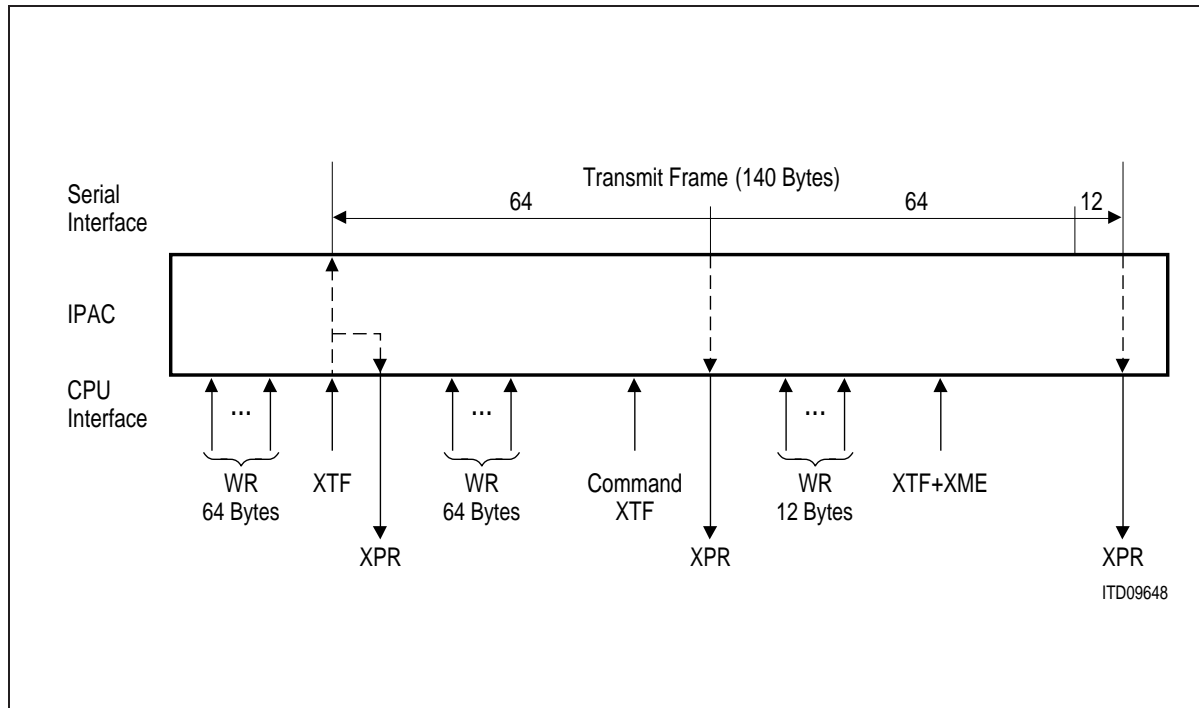 Transmit Frame (140 Bytes)
Serial
Interface
64
64
12
IPAC
CPU
Interface
...
...
...
WR
64 Bytes
XTF
WR
64 Bytes
Command
XTF
WR
12 Bytes
XTF+XME
XPR
XPR
XPR
ITD09648